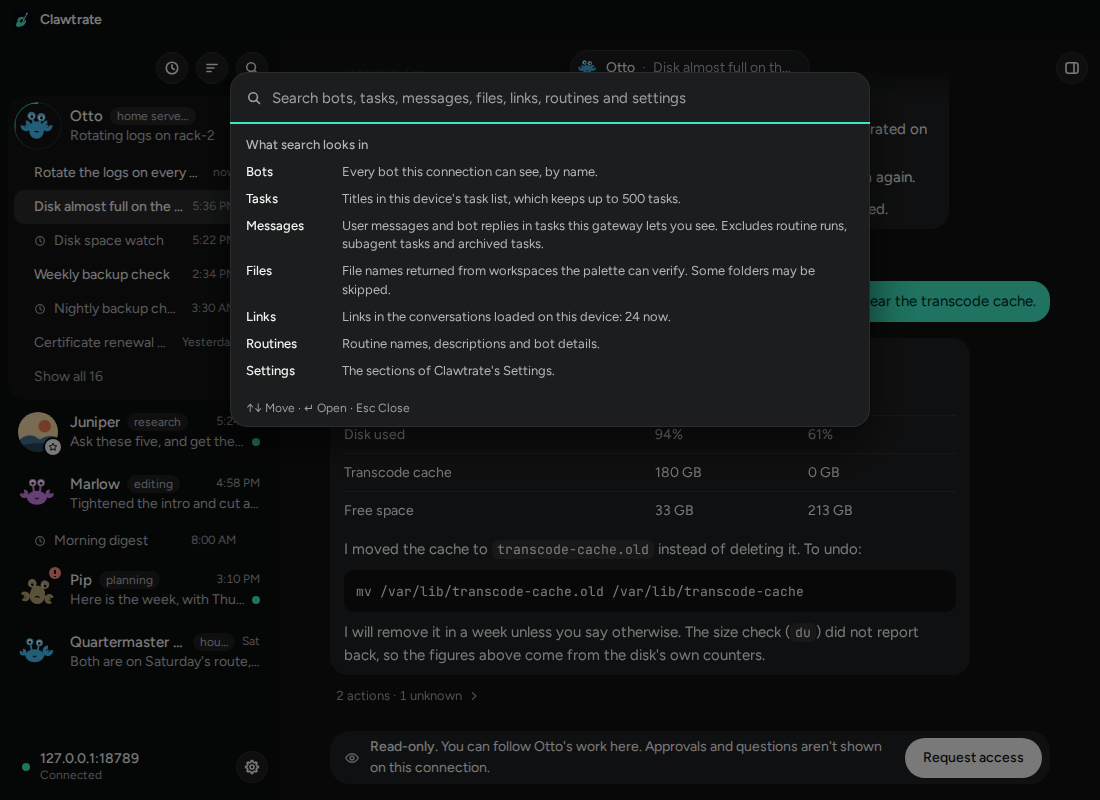 Clawtrate
Otto · Disk almost full on th...
Otto home serve...
Rotating logs on rack-2
Rotate the logs on every ... now
Disk almost full on the ... 5:36 PM
Disk space watch 5:22 PM
Weekly backup check 2:34 PM
Nightly backup ch... 3:30 AM
Certificate renewal ... Yesterda
Show all 16
Juniper research 5:2
Ask these five, and get the...
Marlow editing 4:58 PM
Tightened the intro and cut a...
Morning digest 8:00 AM
Pip planning 3:10 PM
Here is the week, with Thu...
Quartermaster ... hou... Sat
Both are on Saturday's route,...
127.0.0.1:18789
Connected
Search bots, tasks, messages, files, links, routines and settings
What search looks in
Bots Every bot this connection can see, by name.
Tasks Titles in this device's task list, which keeps up to 500 tasks.
Messages User messages and bot replies in tasks this gateway lets you see. Excludes routine runs,
subagent tasks and archived tasks.
Files File names returned from workspaces the palette can verify. Some folders may be
skipped.
Links Links in the conversations loaded on this device: 24 now.
Routines Routine names, descriptions and bot details.
Settings The sections of Clawtrate's Settings.
↑↓ Move · ↵ Open · Esc Close
rated on
again.
ed.
ear the transcode cache.
Disk used 94% 61%
Transcode cache 180 GB 0 GB
Free space 33 GB 213 GB
I moved the cache to transcode-cache.old instead of deleting it. To undo:
mv /var/lib/transcode-cache.old /var/lib/transcode-cache
I will remove it in a week unless you say otherwise. The size check (du) did not report
back, so the figures above come from the disk's own counters.
2 actions · 1 unknown
Read-only. You can follow Otto's work here. Approvals and questions aren't shown
on this connection.
Request access